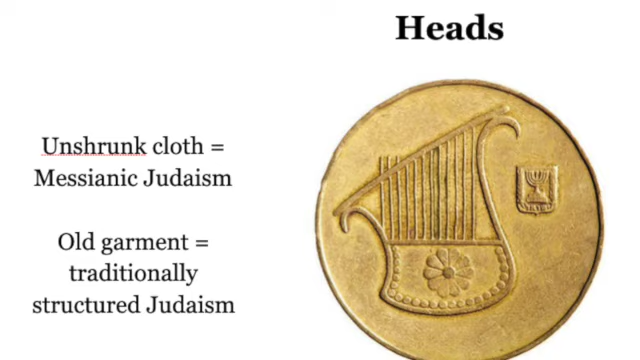 Heads
Unshrunk cloth =
Messianic Judaism
Old garment =
traditionally
structured Judaism